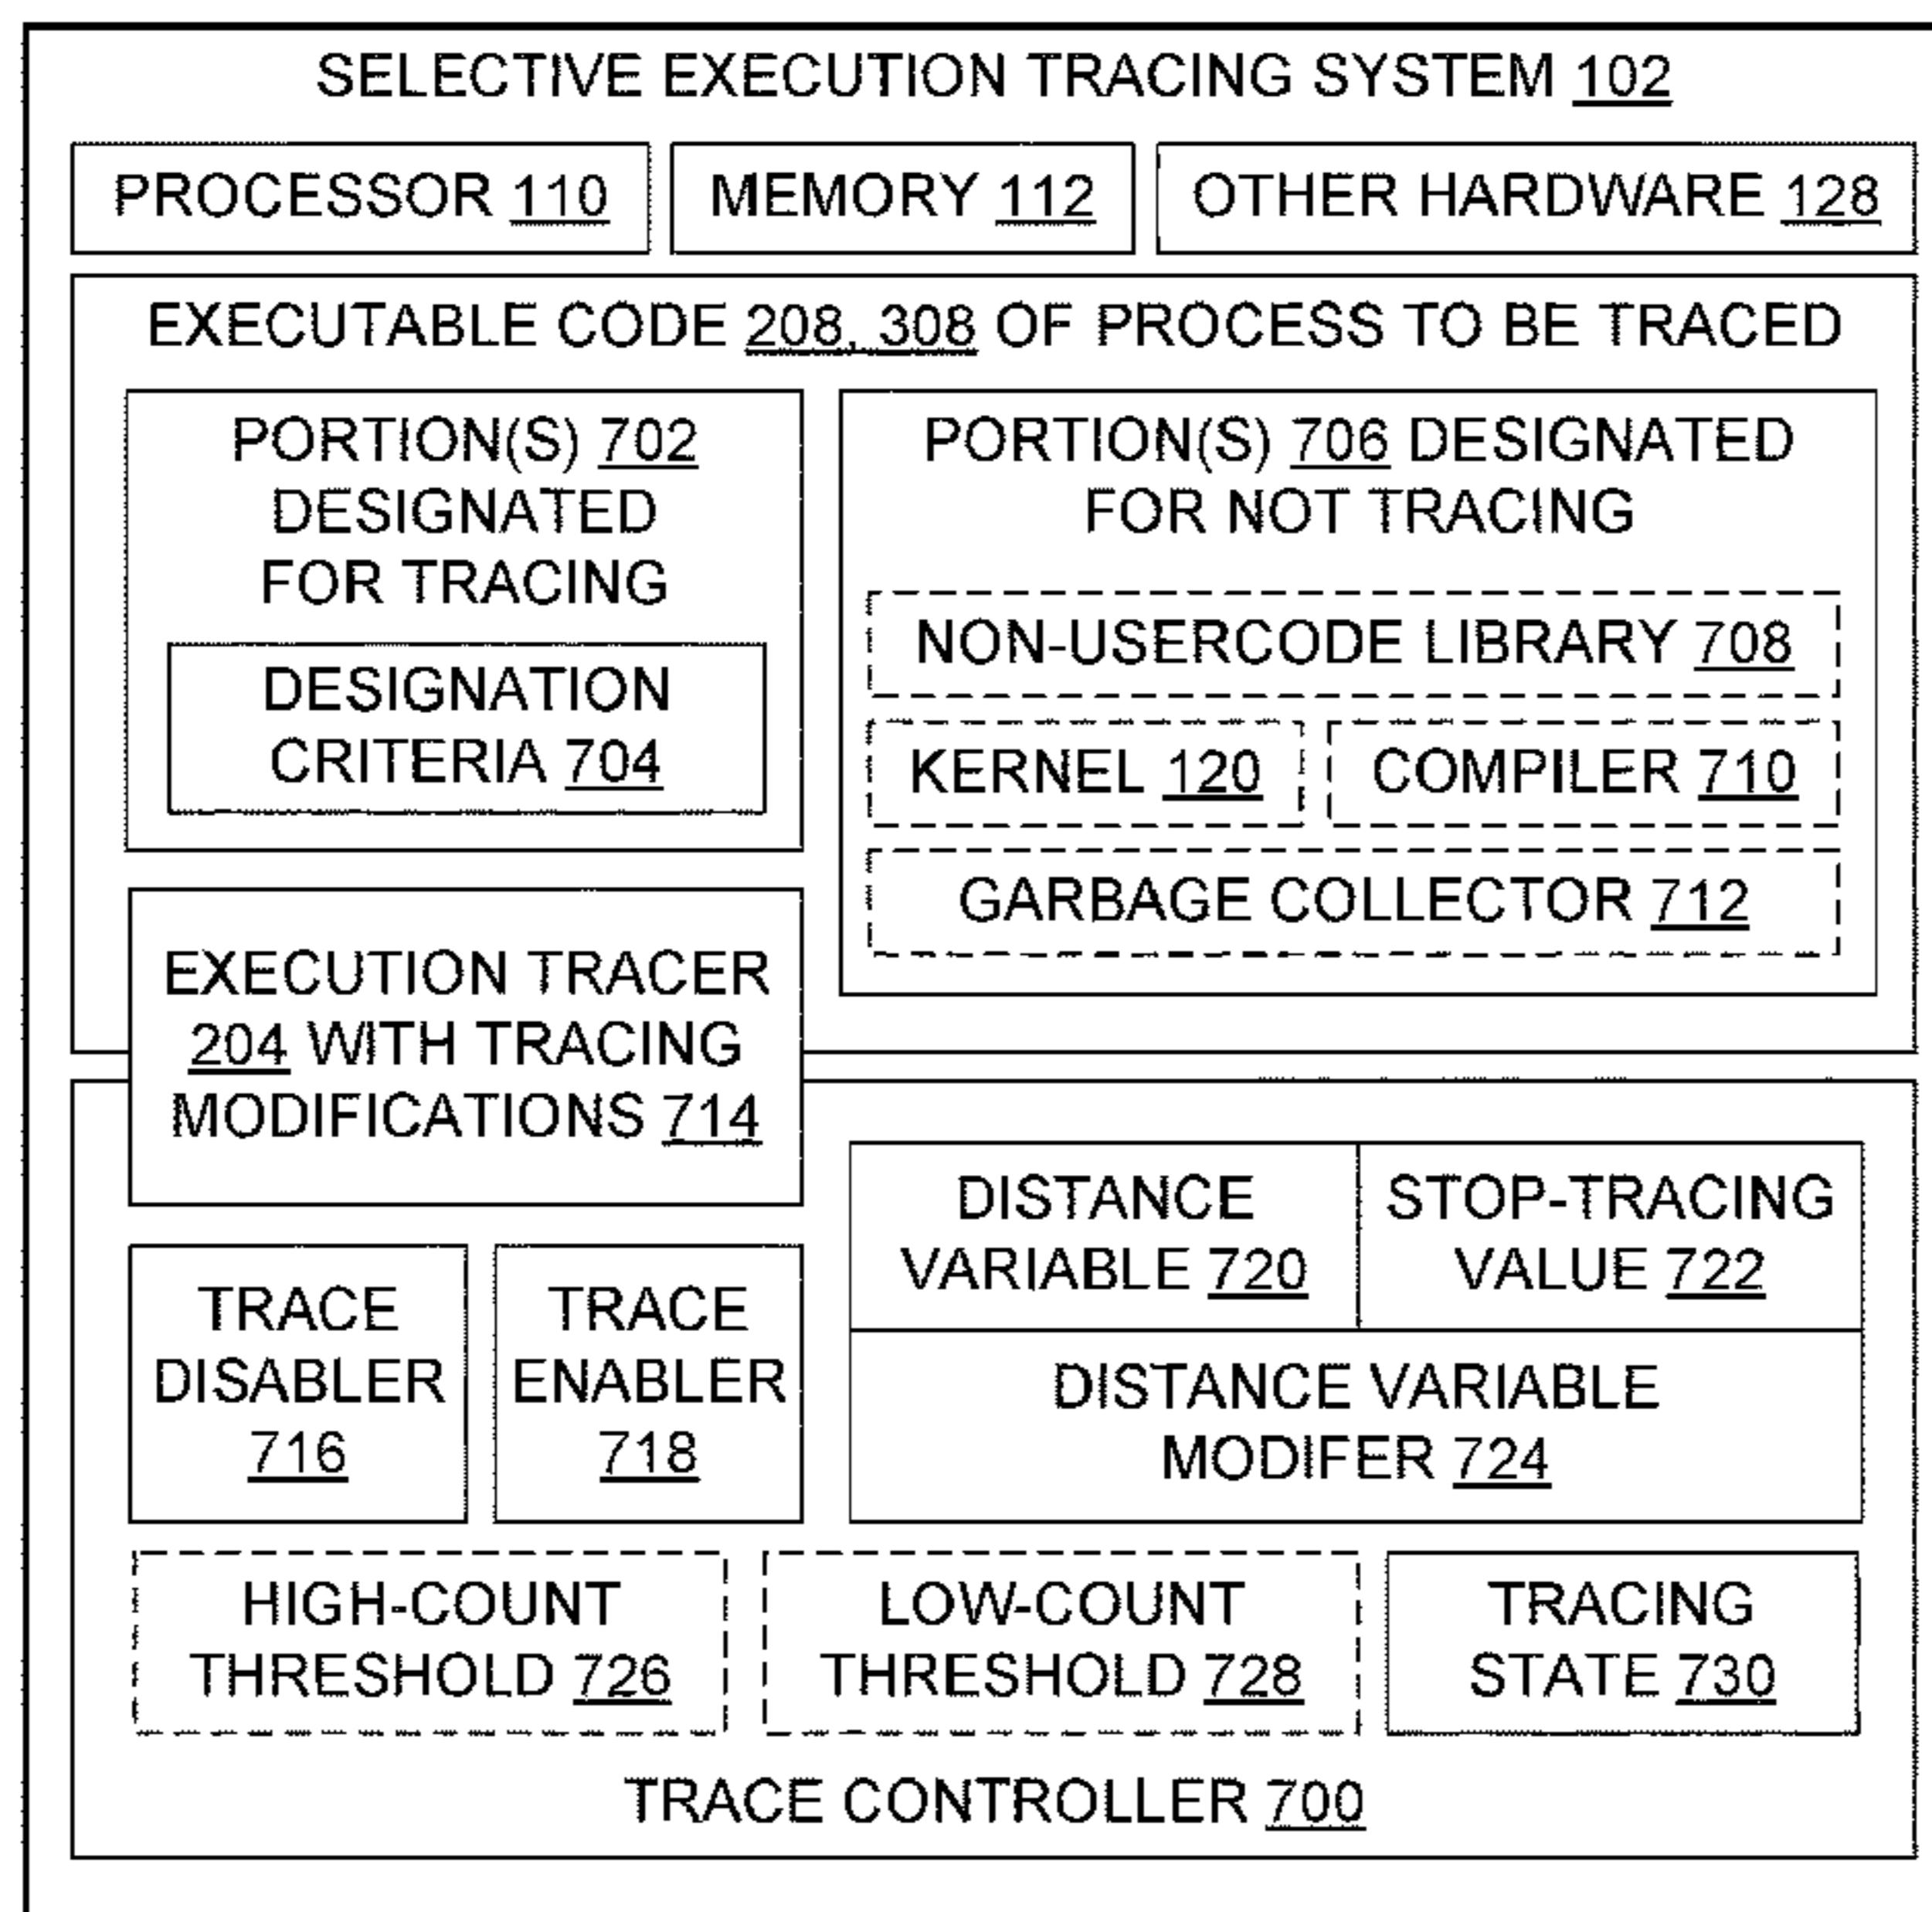 SELECTIVE EXECUTION TRACING SYSTEM 102
PROCESSOR 110
MEMORY 112
OTHER HARDWARE 128
EXECUTABLE CODE 208, 308 OF PROCESS TO BE TRACED
PORTION(S) 702
DESIGNATED
FOR TRACING
DESIGNATION
CRITERIA 704
PORTION(S) 706 DESIGNATED
FOR NOT TRACING
NON-USERCODE LIBRARY 708
KERNEL 120
COMPILER 710
GARBAGE COLLECTOR 712
EXECUTION TRACER
204 WITH TRACING
MODIFICATIONS 714
DISTANCE
VARIABLE 720
STOP-TRACING
VALUE 722
TRACE
DISABLER
716
TRACE
ENABLER
718
DISTANCE VARIABLE
MODIFER 724
HIGH-COUNT
THRESHOLD 726
LOW-COUNT
THRESHOLD 728
TRACING
STATE 730
TRACE CONTROLLER 700